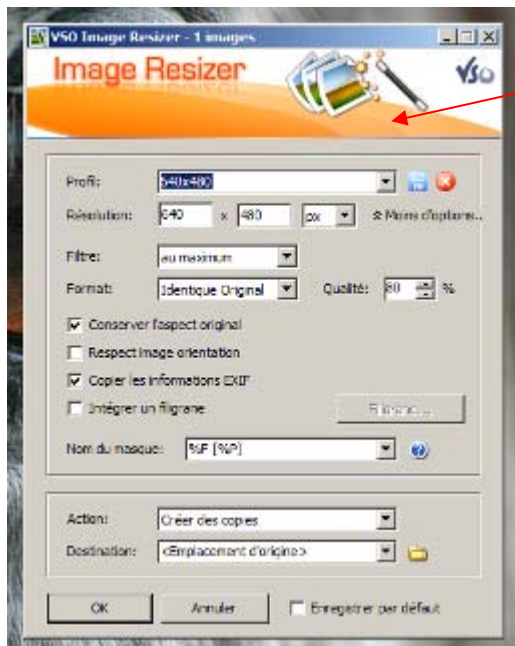 VSO Image Resizer - 1 images
Image Resizer VSO
Profil: 640x480
Résolution: 640 x 480 px Moins d'options..
Filtre: au maximum
Format: Identique Original Qualité: 80 %
Conserver l'aspect original
Respect image orientation
Copier les informations EXIF
Intégrer un filigrane
Nom du masque: %F [%P]
Action: Créer des copies
Destination: <Emplacement d'origine>
OK Annuler Enregistrer par défaut